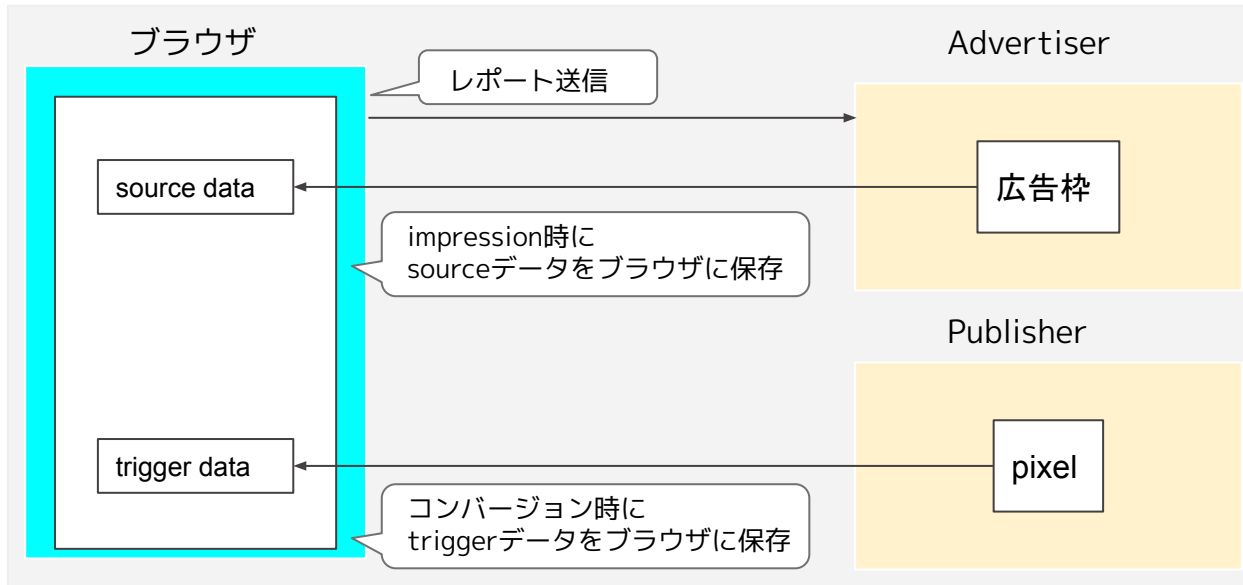 ブラウザ
Advertiser
レポート送信
source data
広告枠
impression時に
sourceデータをブラウザに保存
Publisher
trigger data
pixel
コンバージョン時に
triggerデータをブラウザに保存